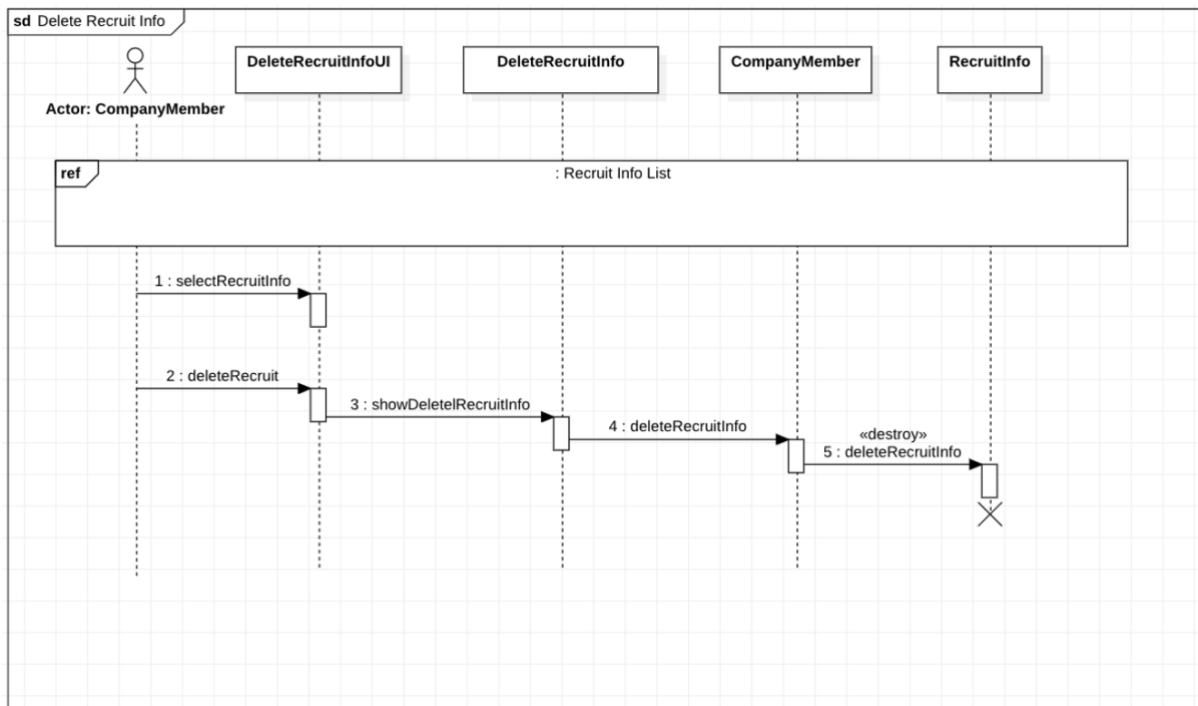 sd Delete Recruit Info
DeleteRecruitInfoUI
DeleteRecruitInfo
CompanyMember
RecruitInfo
Actor: CompanyMember
ref
: Recruit Info List
1 : selectRecruitInfo
2 : deleteRecruit
3 : showDeletelRecruitInfo
4 : deleteRecruitInfo
«destroy»
5 : deleteRecruitInfo